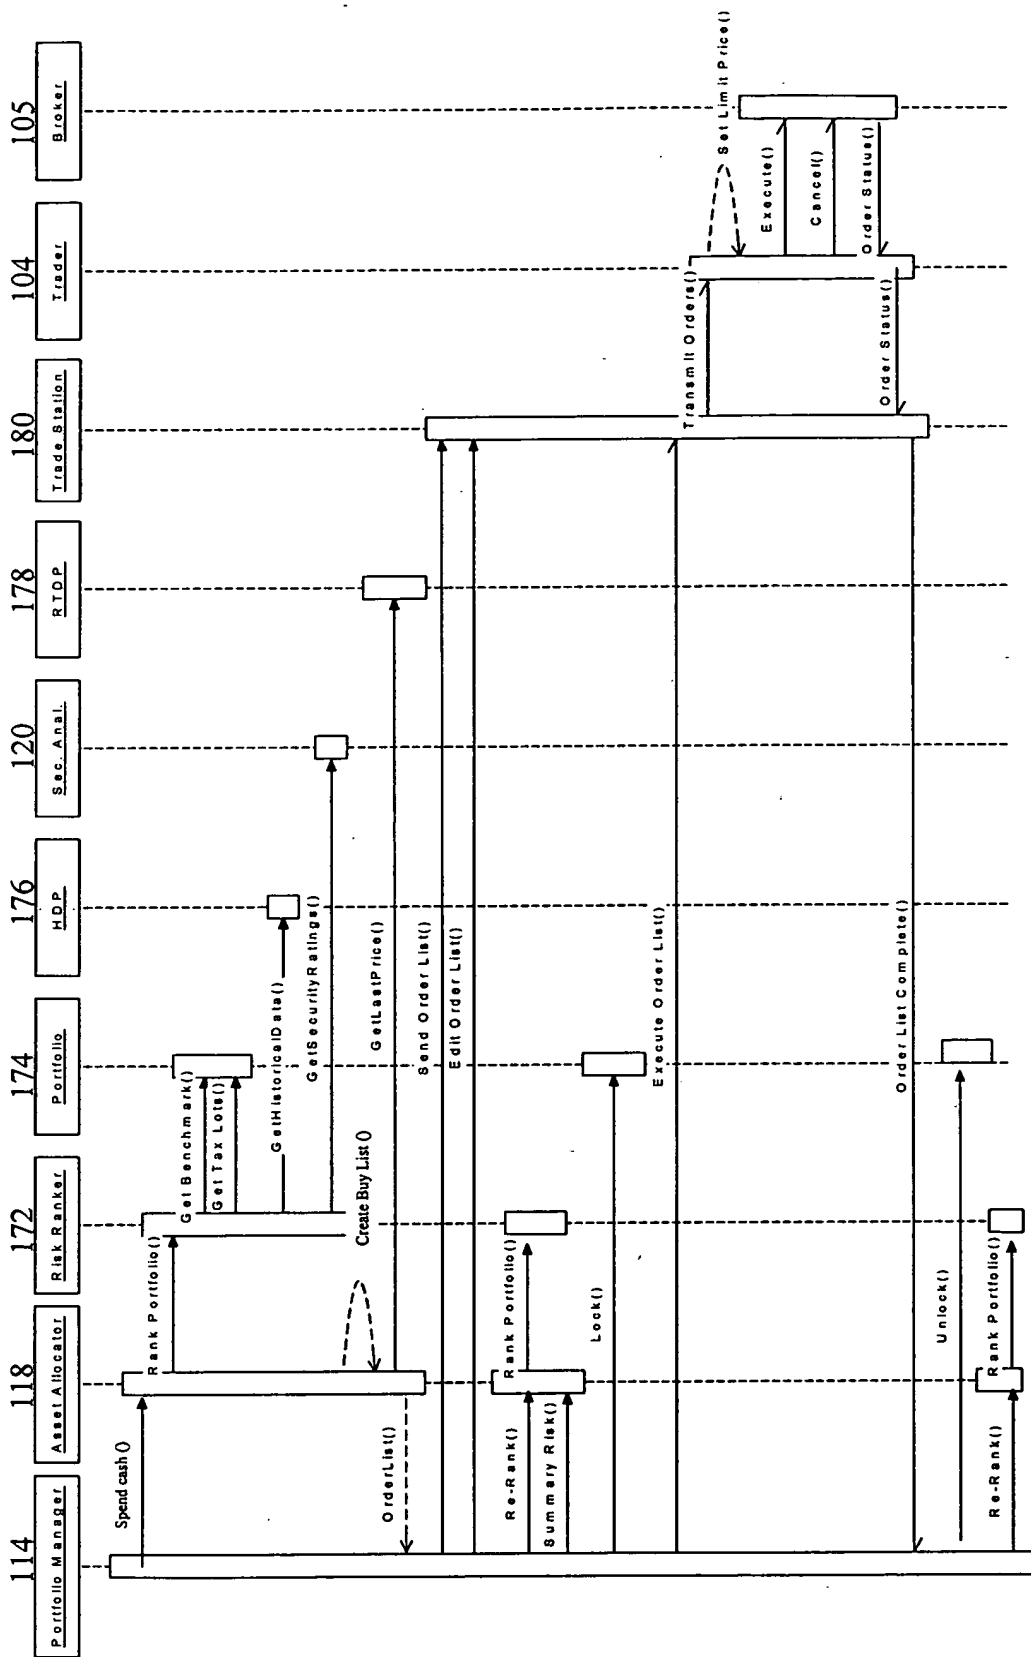 114
Portfolio Manager
118
Asset Allocator
172
Risk Ranker
174
Portfolio
176
HDP
120
Sec. Anal.
178
RTDP
180
Trade Station
104
Trader
105
Broker
Spend cash ()
Rank Portfolio()
Get Benchmark()
Get Tax Lots()
GetHistoricalData()
GetSecurityRatings()
Create Buy List ()
GetLastPrice()
OrderList()
Send Order List()
Edit Order List()
Re-Rank()
Rank Portfolio()
Summary Risk()
Lock()
Execute Order List()
Transmit Orders()
Set Limit Price()
Execute()
Cancel()
Order Status()
Order Status()
Order List Complete()
Unlock()
Re-Rank()
Rank Portfolio()